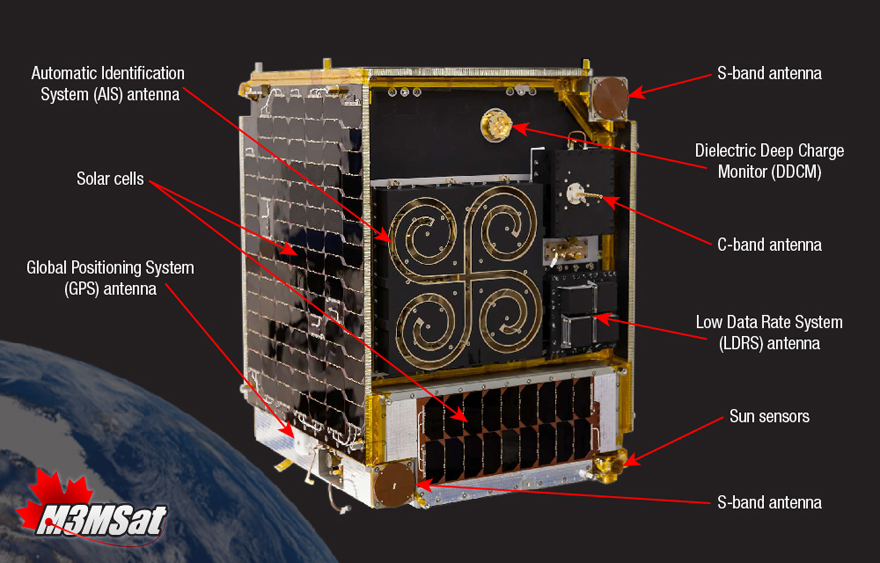 Automatic Identification
System (AIS) antenna
Solar cells
Global Positioning System
(GPS) antenna
S-band antenna
Dielectric Deep Charge
Monitor (DDCM)
C-band antenna
Low Data Rate System
(LDRS) antenna
Sun sensors
S-band antenna
M3MSat